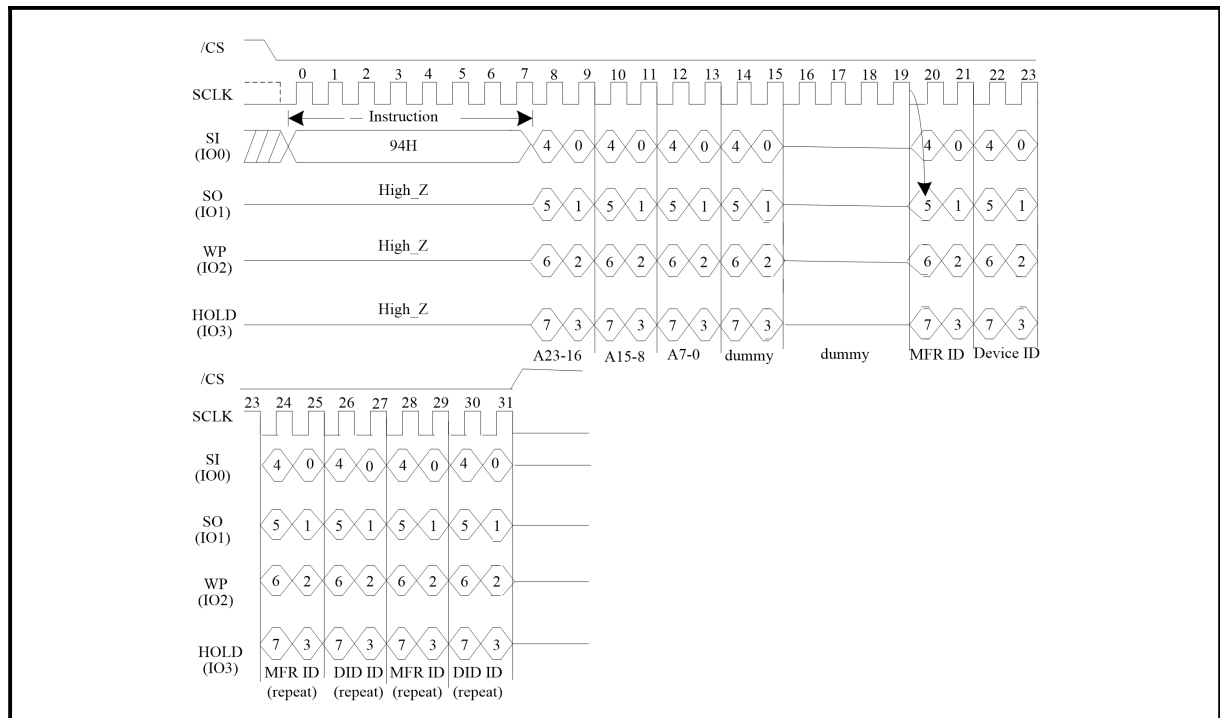 /CS
0 1 2 3 4 5 6 7 8 9 10 11 12 13 14 15 16 17 18 19 20 21 22 23
SCLK
Instruction
SI
(IO0)
94H
4 0 4 0 4 0 4 0 4 0 4 0
SO
(IO1)
High_Z
5 1 5 1 5 1 5 1 5 1 5 1
WP
(IO2)
High_Z
6 2 6 2 6 2 6 2 6 2 6 2
HOLD
(IO3)
High_Z
7 3 7 3 7 3 7 3 7 3 7 3
A23-16 A15-8 A7-0 dummy dummy MFR ID Device ID
/CS
23 24 25 26 27 28 29 30 31
SCLK
SI
(IO0)
4 0 4 0 4 0 4 0
SO
(IO1)
5 1 5 1 5 1 5 1
WP
(IO2)
6 2 6 2 6 2 6 2
HOLD
(IO3)
7 3 7 3 7 3 7 3
MFR ID DID ID MFR ID DID ID
(repeat) (repeat) (repeat) (repeat)